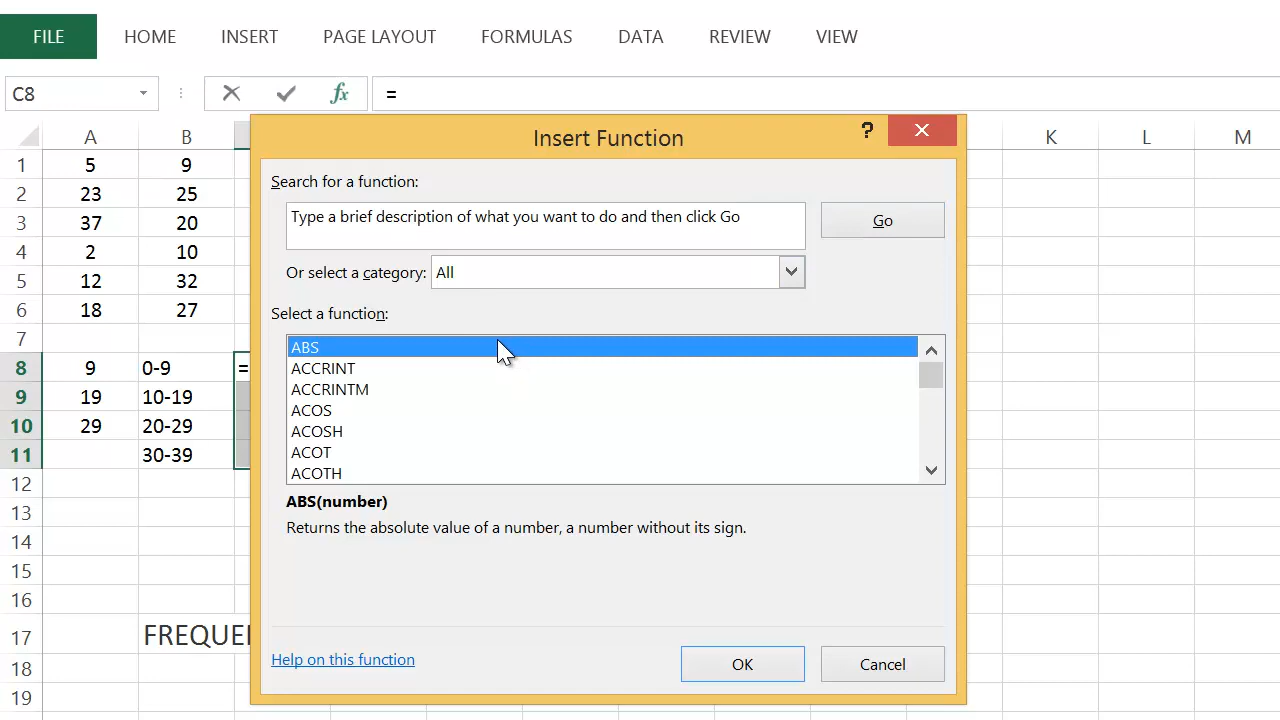 FILE HOME INSERT PAGE LAYOUT FORMULAS DATA REVIEW VIEW
C8 fx =
Insert Function ?
A B K L M
1 5 9
2 23 25
3 37 20
4 2 10
5 12 32
6 18 27
7
8 9 0-9 =
9 19 10-19
10 29 20-29
11 30-39
12
13
14
15
16
17 FREQUE
18
19
Search for a function:
Type a brief description of what you want to do and then click Go
Go
Or select a category: All
Select a function:
ABS
ACCRINT
ACCRINTM
ACOS
ACOSH
ACOT
ACOTH
ABS(number)
Returns the absolute value of a number, a number without its sign.
Help on this function
OK Cancel